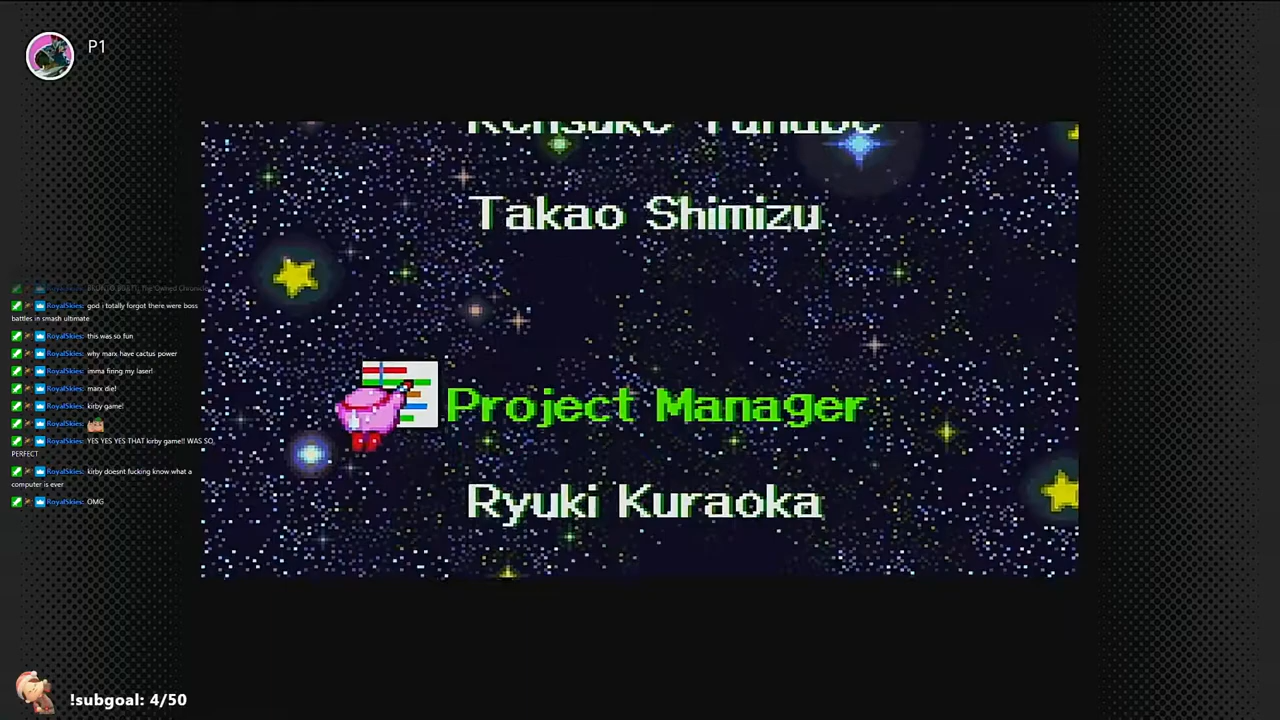 P1
Kensuke Tanabe
Takao Shimizu
Project Manager
Ryuki Kuraoka
RoyalSkies: god i totally forgot there were boss
battles in smash ultimate
RoyalSkies: this was so fun
RoyalSkies: why marx have cactus power
RoyalSkies: imma firing my laser!
RoyalSkies: marx die!
RoyalSkies: kirby game!
RoyalSkies:
RoyalSkies: YES YES YES THAT kirby game!! WAS SO
PERFECT
RoyalSkies: kirby doesnt fucking know what a
computer is ever
RoyalSkies: OMG
!subgoal: 4/50